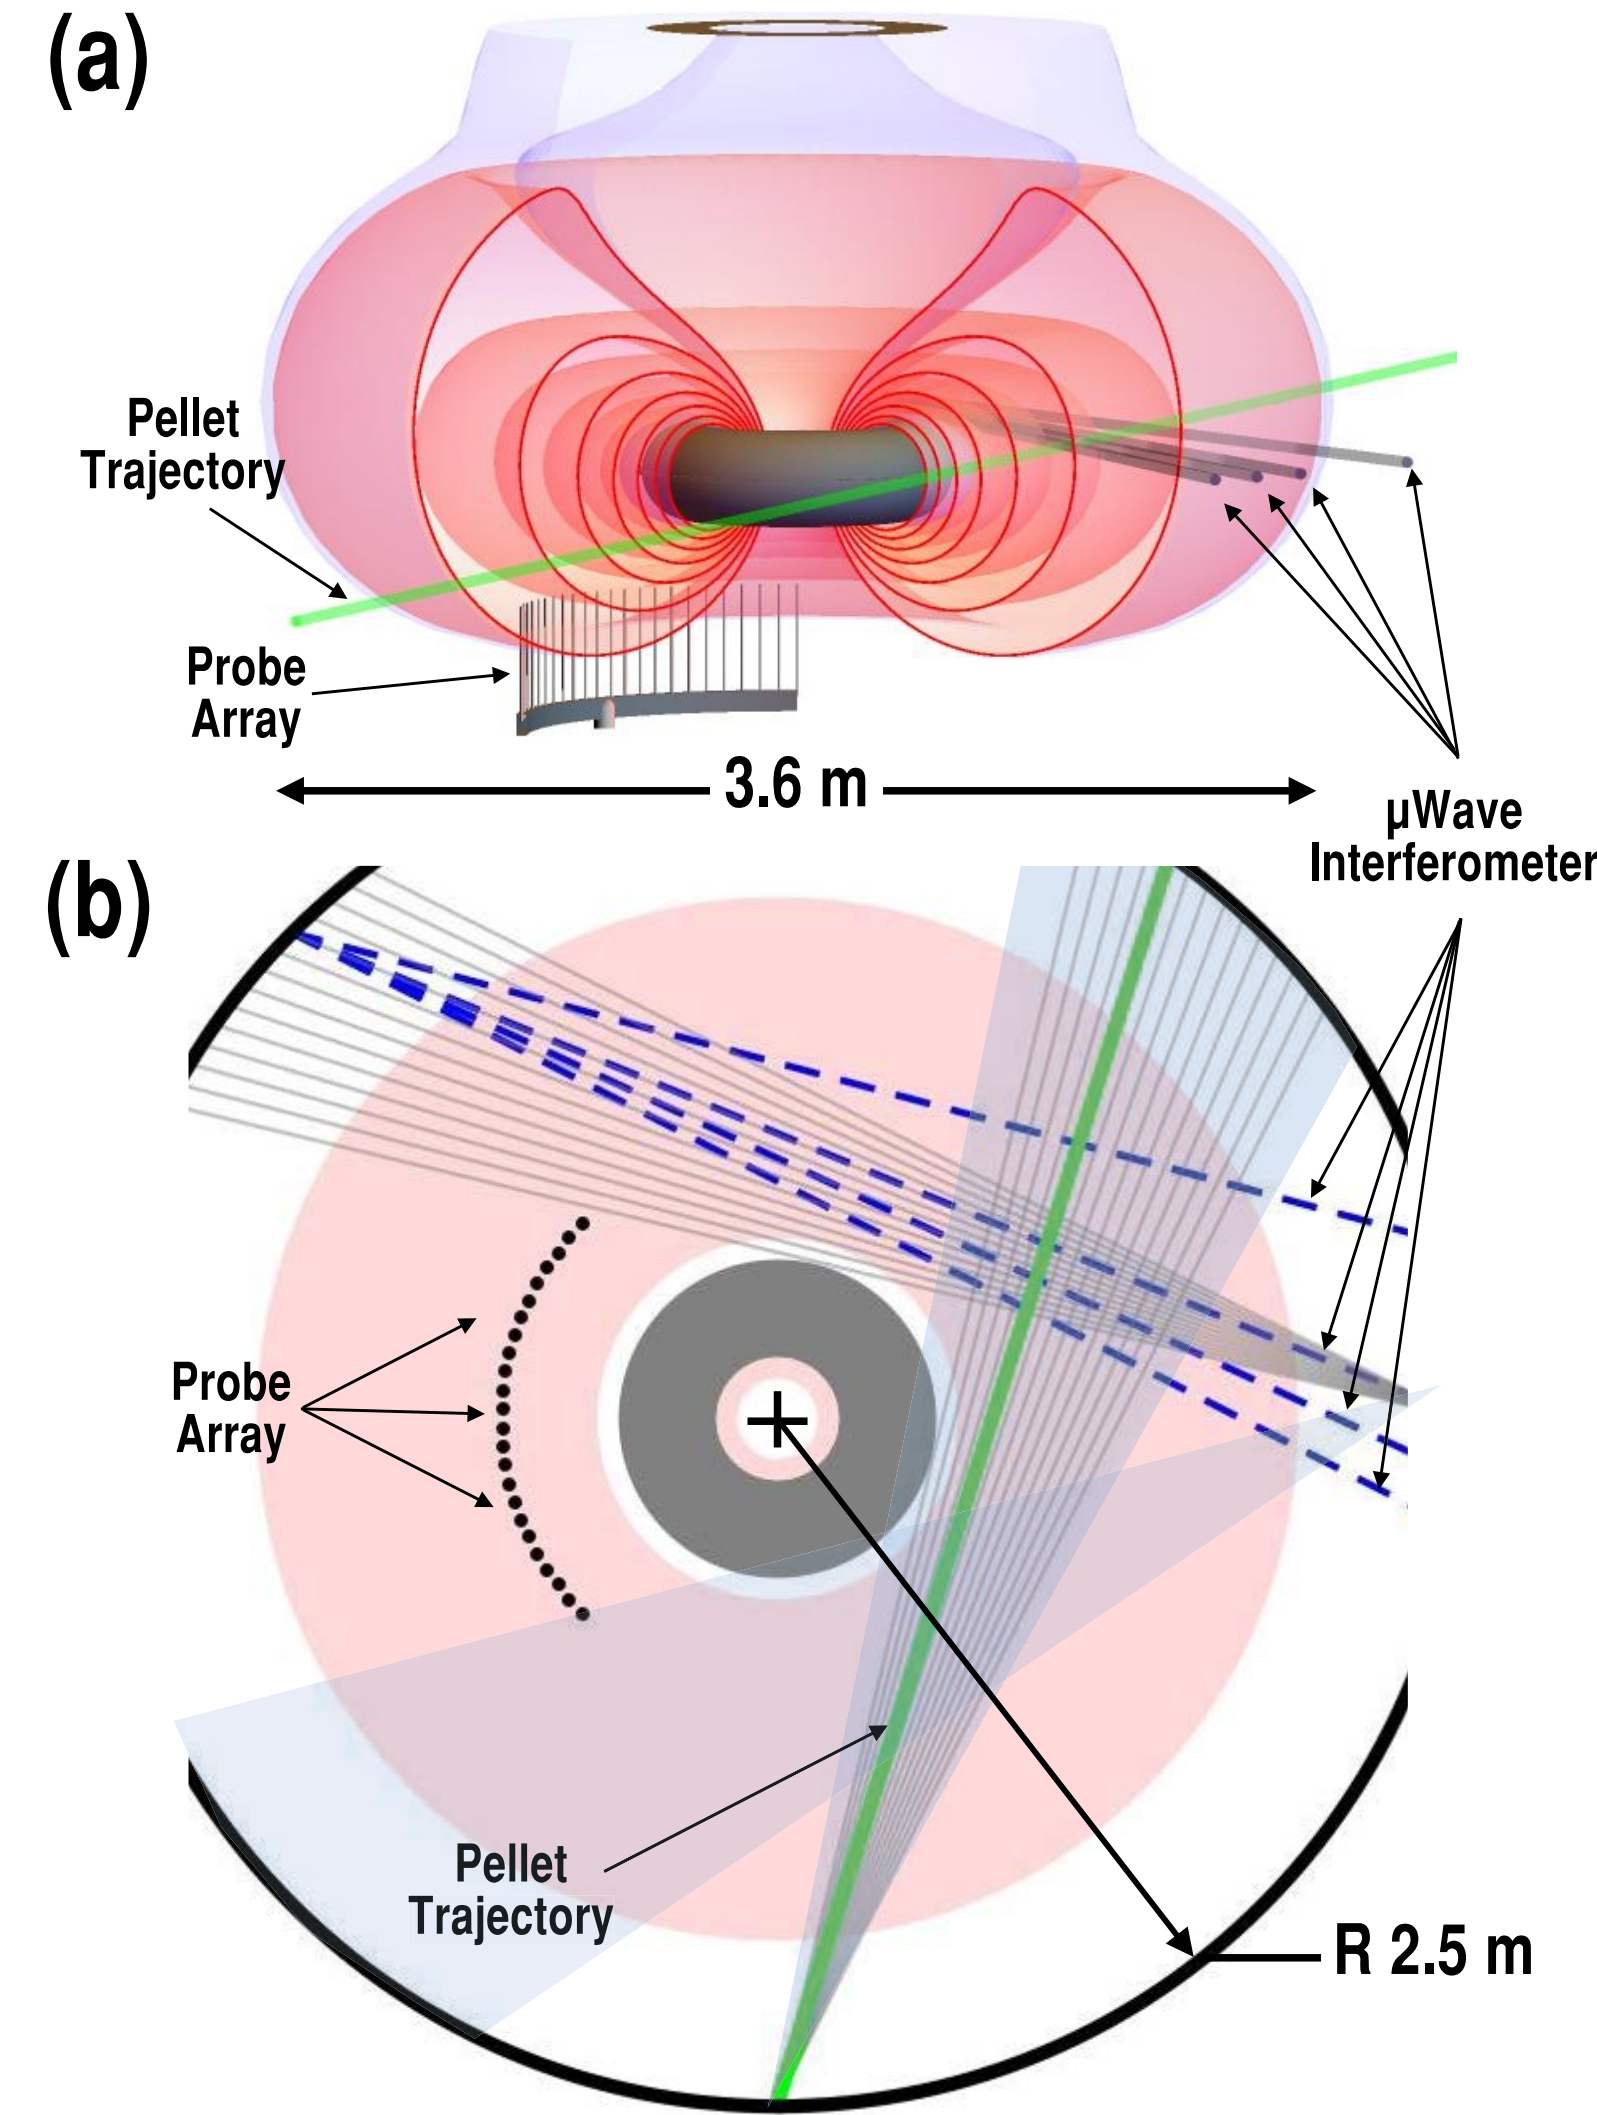 (a)
Pellet
Trajectory
Probe
Array
3.6 m
µWave
Interferometer
(b)
Probe
Array
Pellet
Trajectory
R 2.5 m